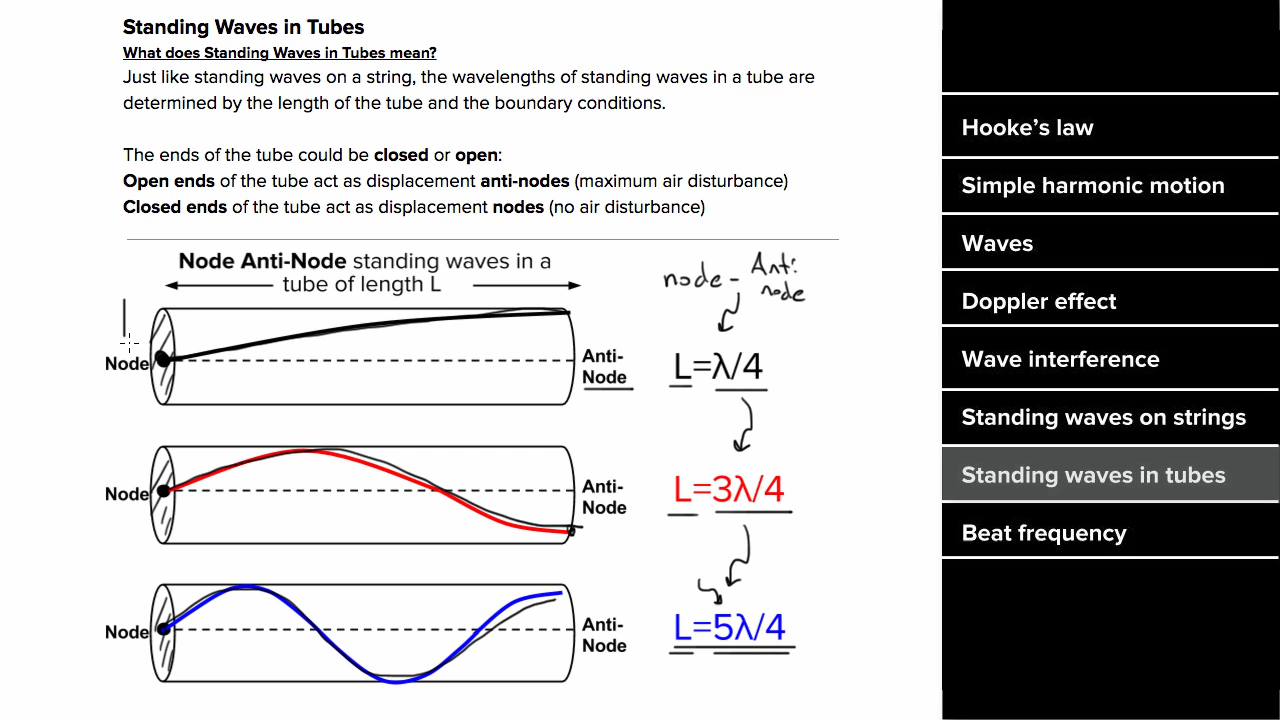 Standing Waves in Tubes
What does Standing Waves in Tubes mean?
Just like standing waves on a string, the wavelengths of standing waves in a tube are
determined by the length of the tube and the boundary conditions.
The ends of the tube could be closed or open:
Open ends of the tube act as displacement anti-nodes (maximum air disturbance)
Closed ends of the tube act as displacement nodes (no air disturbance)
Node Anti-Node standing waves in a
tube of length L
node - Anti
node
Node
Anti-
Node
L=λ/4
Node
Anti-
Node
L=3λ/4
Node
Anti-
Node
L=5λ/4
Hooke's law
Simple harmonic motion
Waves
Doppler effect
Wave interference
Standing waves on strings
Standing waves in tubes
Beat frequency